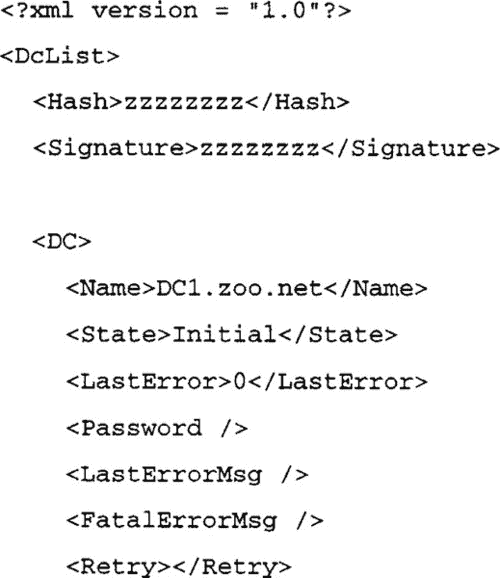 <?xml version = "1.0"?>
<DcList>
<Hash>zzzzzzzz</Hash>
<Signature>zzzzzzzz</Signature>
<DC>
<Name>DC1.zoo.net</Name>
<State>Initial</State>
<LastError>0</LastError>
<Password />
<LastErrorMsg />
<FatalErrorMsg />
<Retry></Retry>